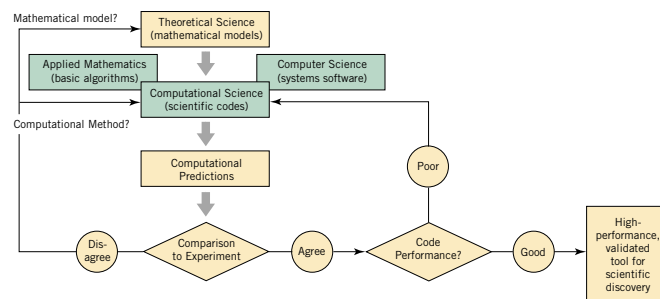 Mathematical model?
Theoretical Science
(mathematical models)
Applied Mathematics
(basic algorithms)
Computer Science
(systems software)
Computational Science
(scientific codes)
Computational Method?
Computational
Predictions
Poor
Dis-
agree
Comparison
to Experiment
Agree
Code
Performance?
Good
High-
performance,
validated
tool for
scientific
discovery